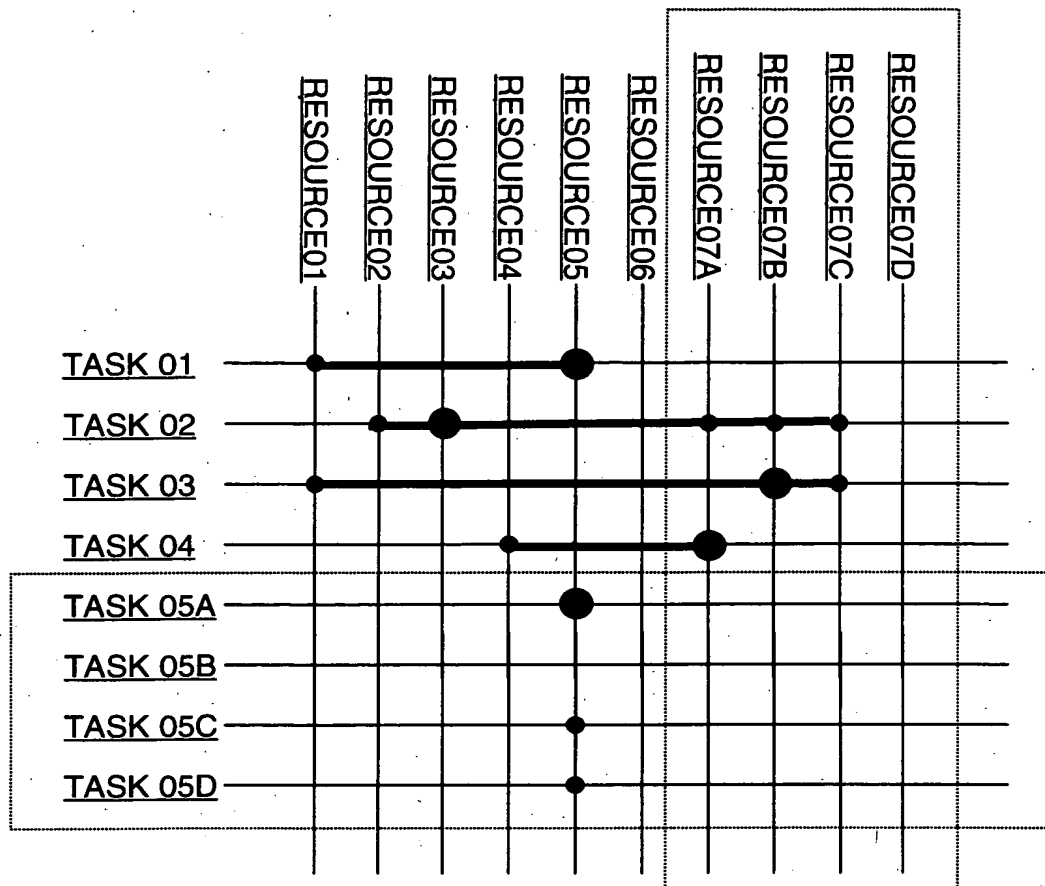 RESOURCE01
RESOURCE02
RESOURCE03
RESOURCE04
RESOURCE05
RESOURCE06
RESOURCE07A
RESOURCE07B
RESOURCE07C
RESOURCE07D
TASK 01
TASK 02
TASK 03
TASK 04
TASK 05A
TASK 05B
TASK 05C
TASK 05D